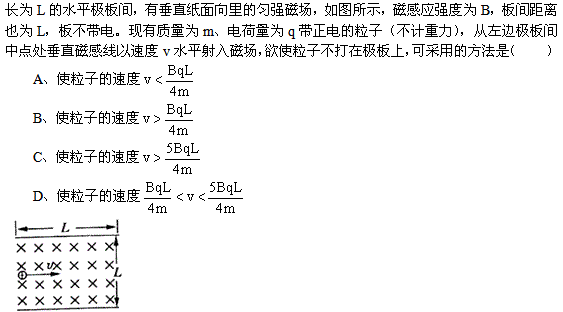 长为 L 的水平极板间，有垂直纸面向里的匀强磁场，如图所示，磁感应强度为 B，板间距离
也为 L，板不带电。现有质量为 m、电荷量为 q 带正电的粒子（不计重力），从左边极板间
中点处垂直磁感线以速度 v 水平射入磁场，欲使粒子不打在极板上，可采用的方法是(　　)
A、使粒子的速度 v < BqL/4m
B、使粒子的速度 v > BqL/4m
C、使粒子的速度 v > 5BqL/4m
D、使粒子的速度 BqL/4m < v < 5BqL/4m
L
× × × × × ×
× × v × × × ×
L
⊕ × × × × ×
× × × × × ×